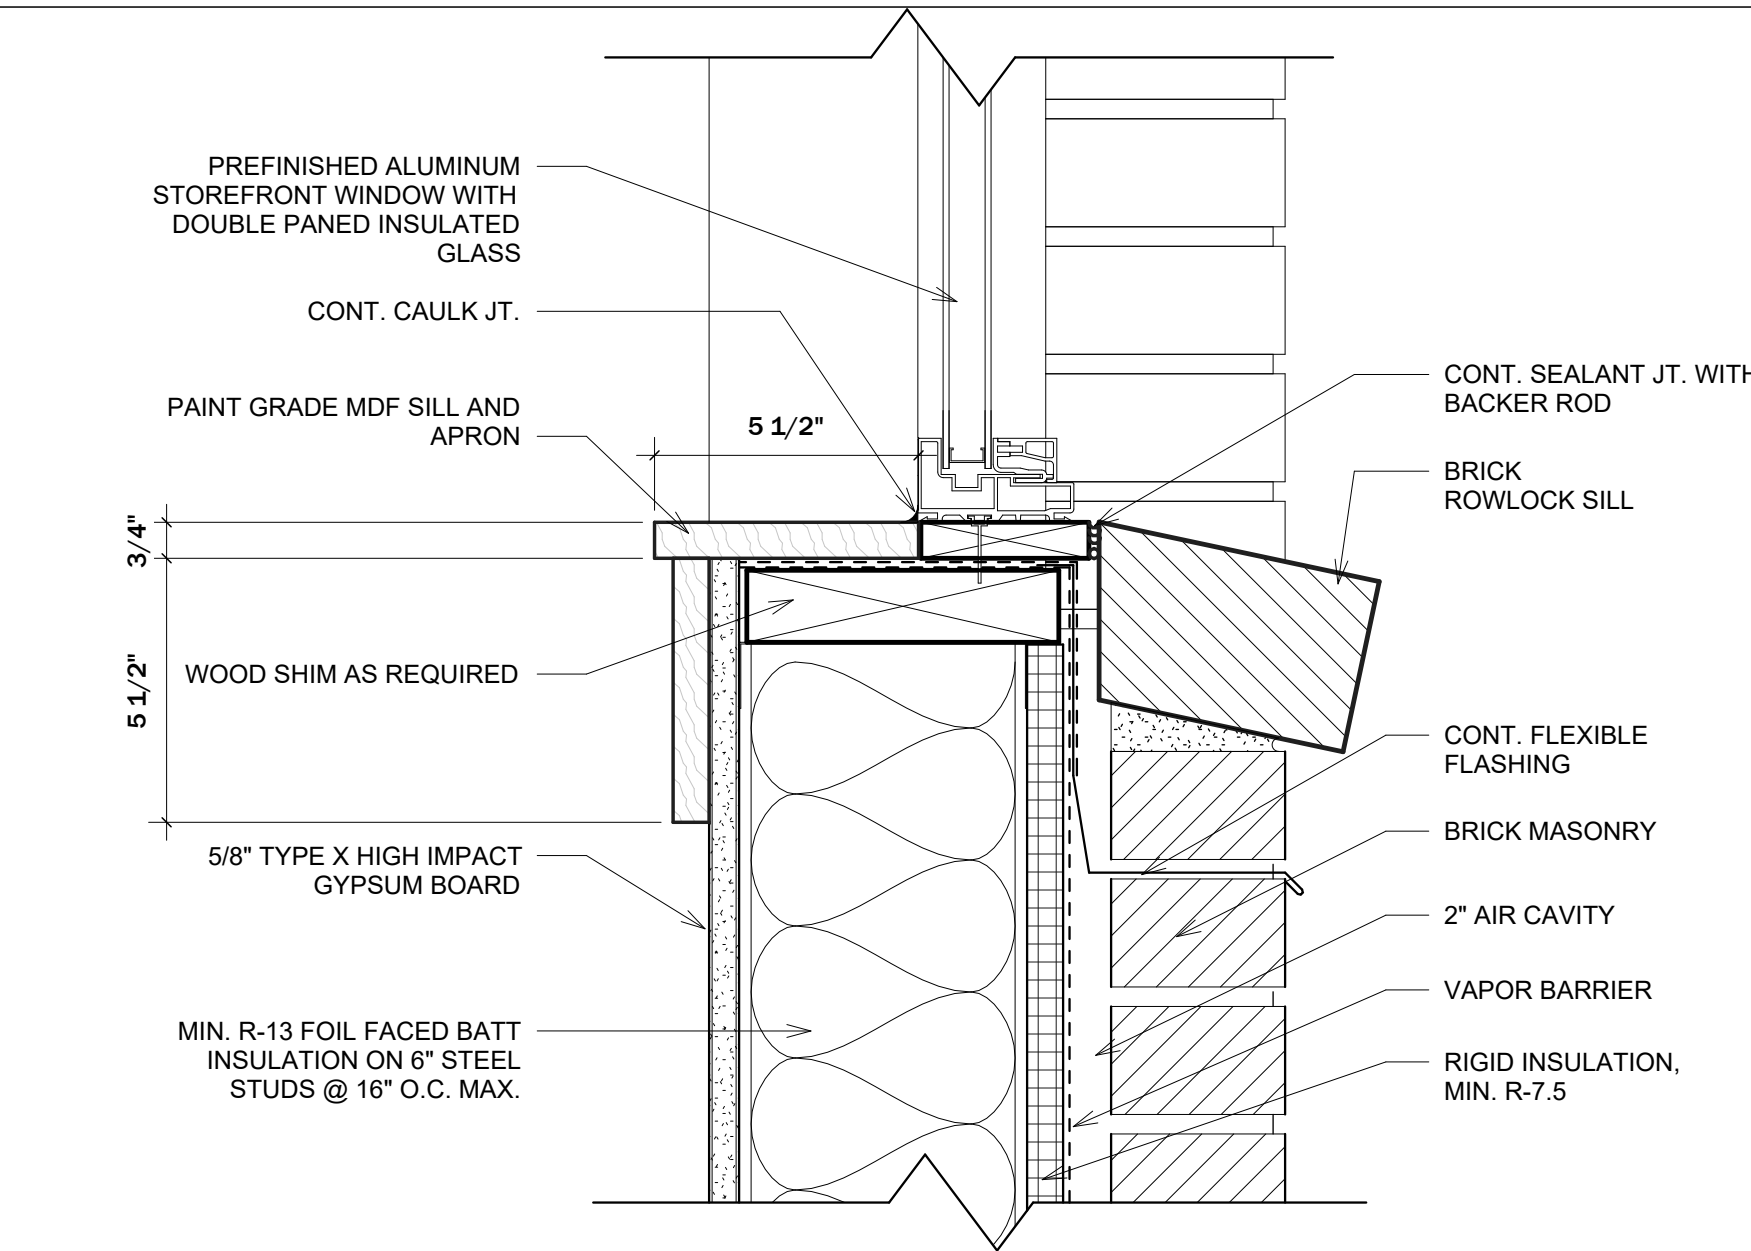 PREFINISHED ALUMINUM
STOREFRONT WINDOW WITH
DOUBLE PANED INSULATED
GLASS
CONT. CAULK JT.
PAINT GRADE MDF SILL AND
APRON
5 1/2"
3/4"
5 1/2"
WOOD SHIM AS REQUIRED
5/8" TYPE X HIGH IMPACT
GYPSUM BOARD
MIN. R-13 FOIL FACED BATT
INSULATION ON 6" STEEL
STUDS @ 16" O.C. MAX.
CONT. SEALANT JT. WITH
BACKER ROD
BRICK
ROWLOCK SILL
CONT. FLEXIBLE
FLASHING
BRICK MASONRY
2" AIR CAVITY
VAPOR BARRIER
RIGID INSULATION,
MIN. R-7.5